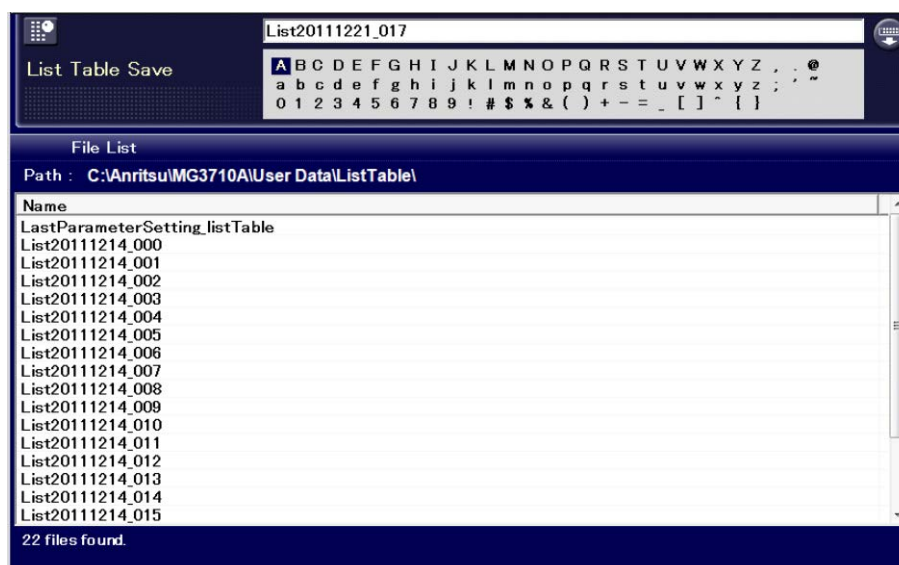 List20111221_017
List Table Save
A B C D E F G H I J K L M N O P Q R S T U V W X Y Z , . @
a b c d e f g h i j k l m n o p q r s t u v w x y z ; ´ ~
0 1 2 3 4 5 6 7 8 9 ! # $ % & ( ) + - = _ [ ] ^ { }
File List
Path : C:\Anritsu\MG3710A\User Data\ListTable\
Name
LastParameterSetting_listTable
List20111214_000
List20111214_001
List20111214_002
List20111214_003
List20111214_004
List20111214_005
List20111214_006
List20111214_007
List20111214_008
List20111214_009
List20111214_010
List20111214_011
List20111214_012
List20111214_013
List20111214_014
List20111214_015
22 files found.